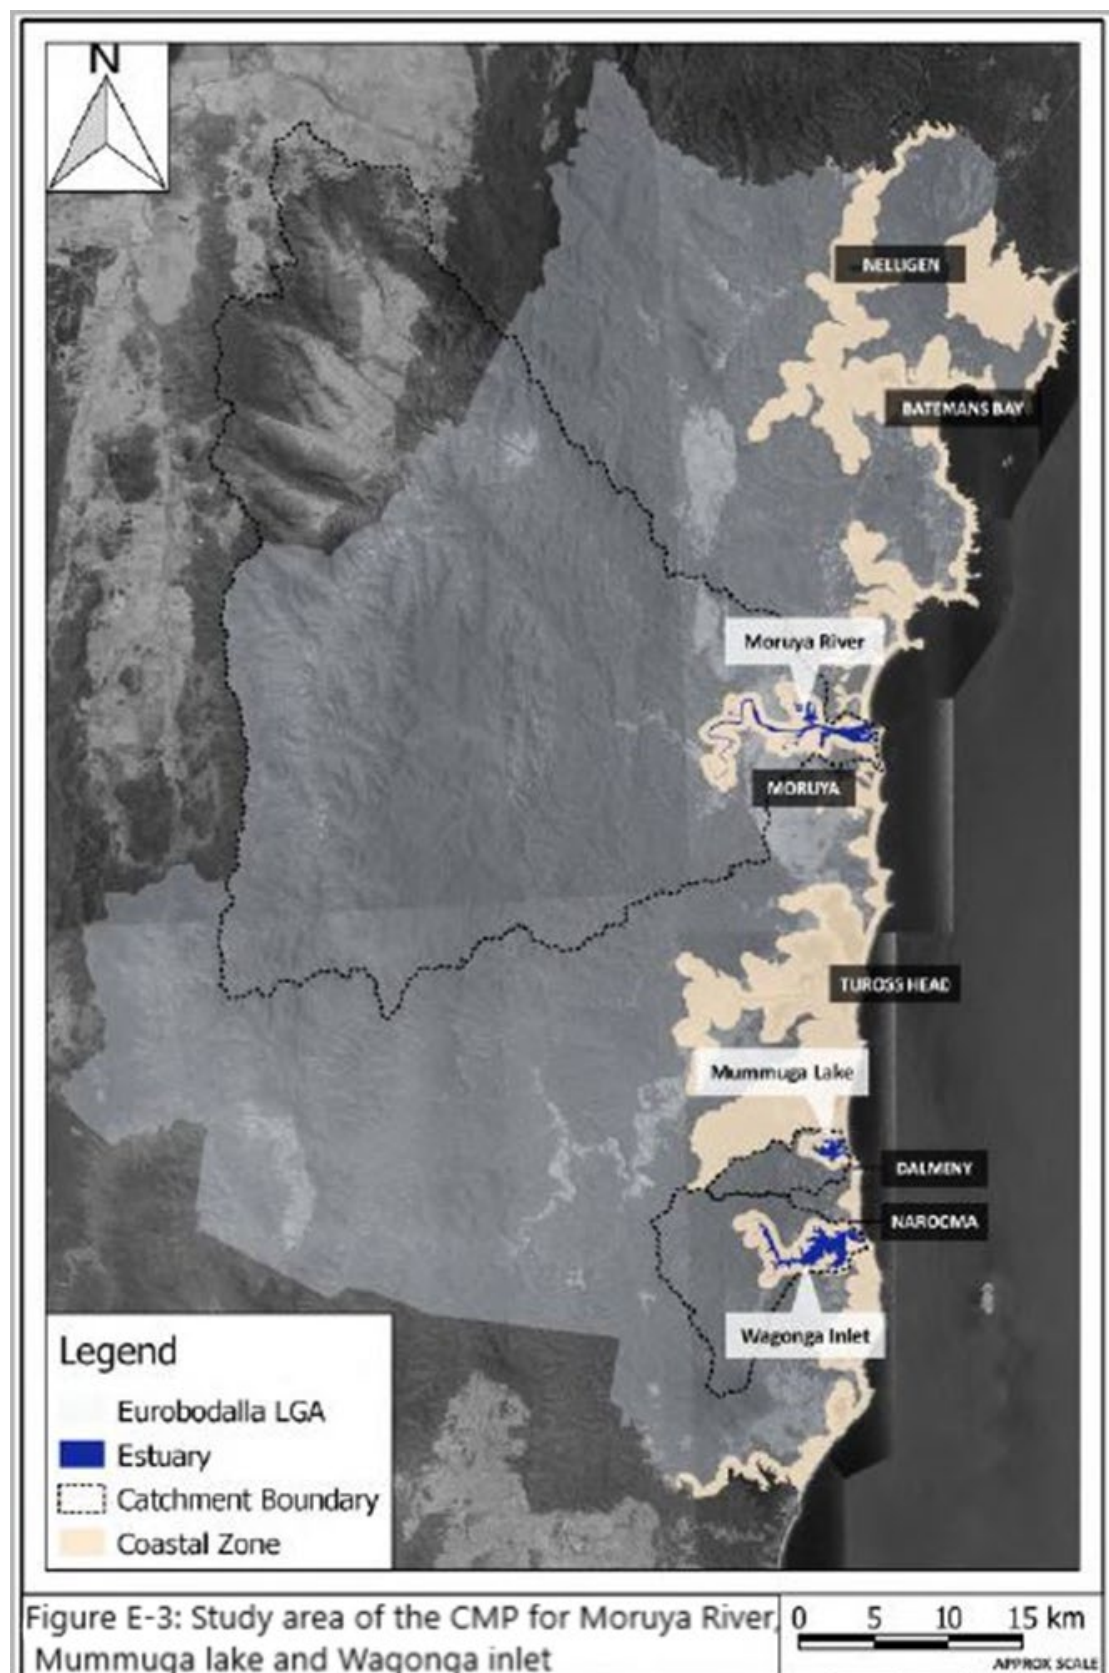 N
NELLIGEN
BATEMANS BAY
Moruya River
MORUYA
TUROSS HEAD
Mummuga Lake
DALMENY
NAROOMA
Wagonga Inlet
Legend
Eurobodalla LGA
Estuary
Catchment Boundary
Coastal Zone
Figure E-3: Study area of the CMP for Moruya River,
Mummuga lake and Wagonga inlet
0 5 10 15 km
APPROX SCALE